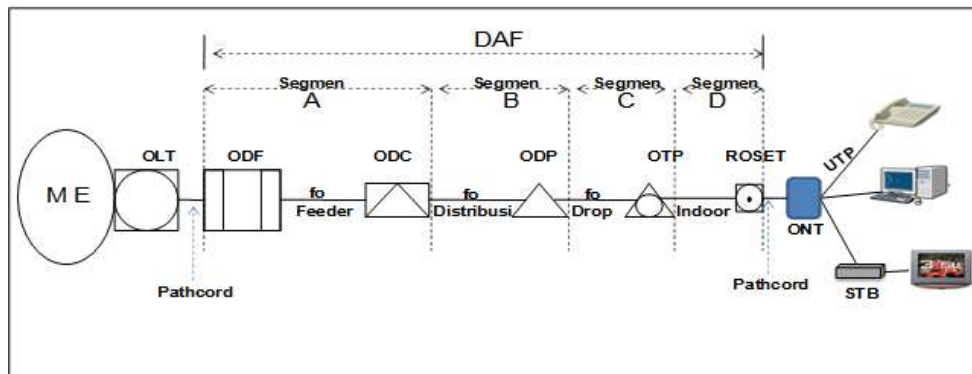 DAF
Segmen A
Segmen B
Segmen C
Segmen D
OLT
ODF
ODC
ODP
OTP
ROSET
UTP
M E
fo
Feeder
fo
Distribusi
fo
Drop
Indoor
ONT
Pathcord
Pathcord
STB